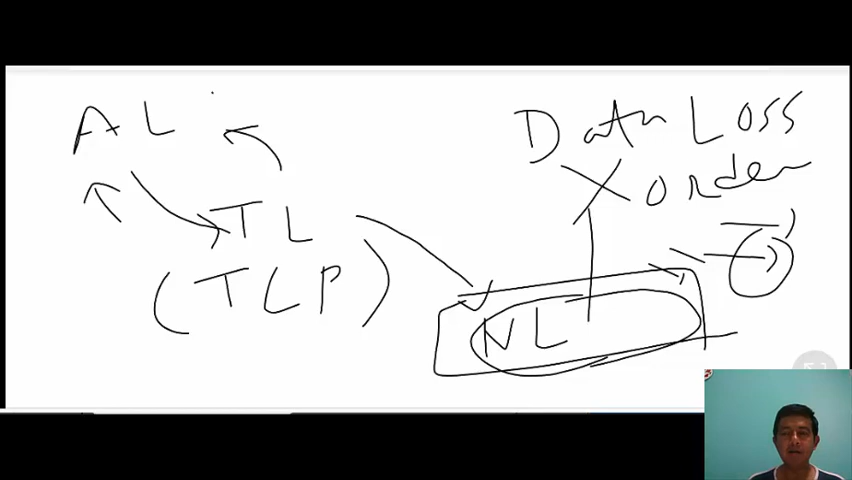 AL
Data Loss
X order
TL
(TCP)
NL